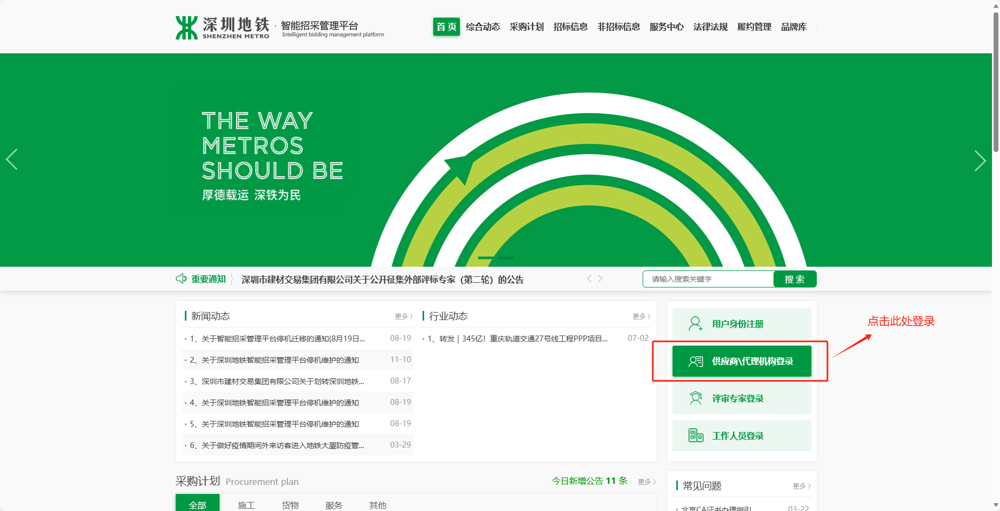 深圳地铁
SHENZHEN METRO
· 智能招采管理平台
Intelligent bidding management platform
首 页 综合动态 采购计划 招标信息 非招标信息 服务中心 法律法规 履约管理 品牌库
THE WAY
METROS
SHOULD BE
厚德载运 深铁为民
重要通知 深圳市建材交易集团有限公司关于公开征集外部评标专家（第二轮）的公告
请输入搜索关键字 搜 索
新闻动态 更多
1、关于智能招采管理平台停机迁移的通知(8月19日... 08-19
2、关于深圳地铁智能招采管理平台停机维护的通知 11-10
3、深圳市建材交易集团有限公司关于划转深圳地铁... 08-17
4、关于深圳地铁智能招采管理平台停机维护的通知 08-19
5、关于深圳地铁智能招采管理平台停机维护的通知 08-19
6、关于做好疫情期间外来访客进入地铁大厦防疫管... 03-29
行业动态 更多
1、转发 | 345亿！重庆轨道交通27号线工程PPP项目... 07-02
用户身份注册
供应商\代理机构登录
评审专家登录
工作人员登录
点击此处登录
采购计划 Procurement plan
今日新增公告 11 条 更多
全部 施工 货物 服务 其他
常见问题 更多
北京CA证书办理指引 03-22